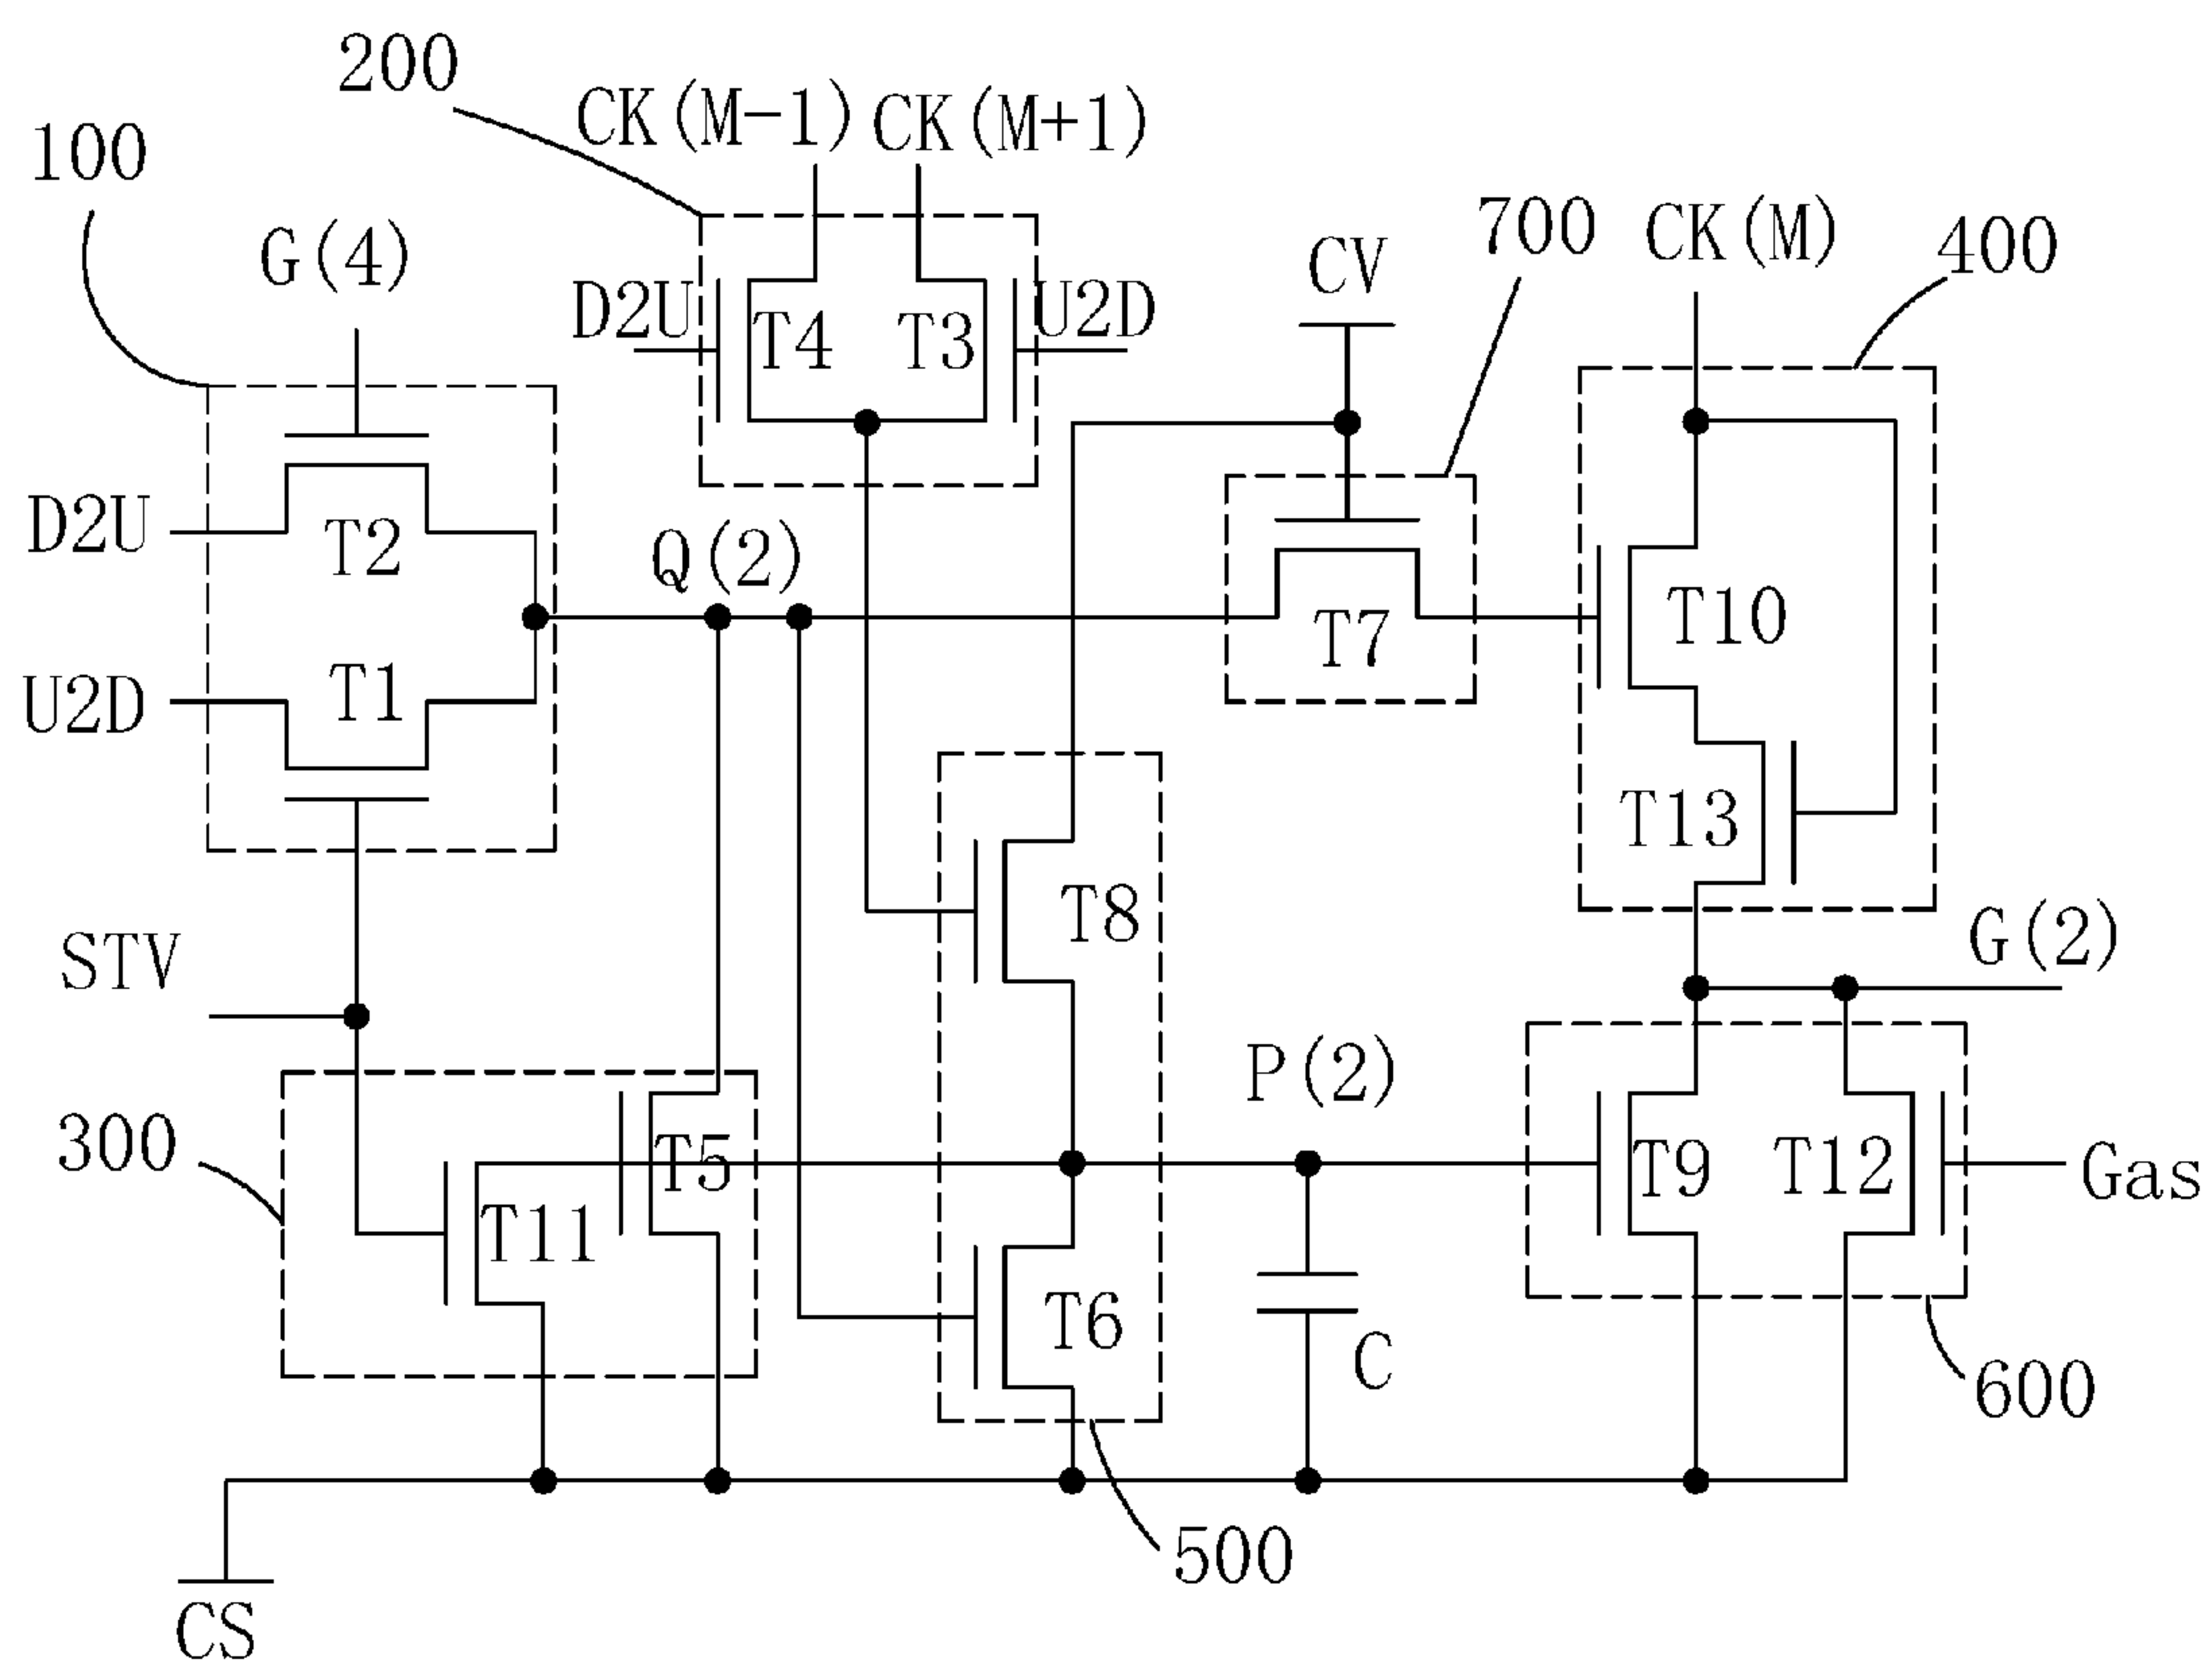 200
CK(M-1)
CK(M+1)
100
G(4)
700
CK(M)
400
CV
D2U
T4
T3
U2D
D2U
T2
Q(2)
T10
T7
T1
U2D
T13
T8
G(2)
STV
P(2)
300
T5
T9
T12
Gas
T11
T6
C
600
500
CS